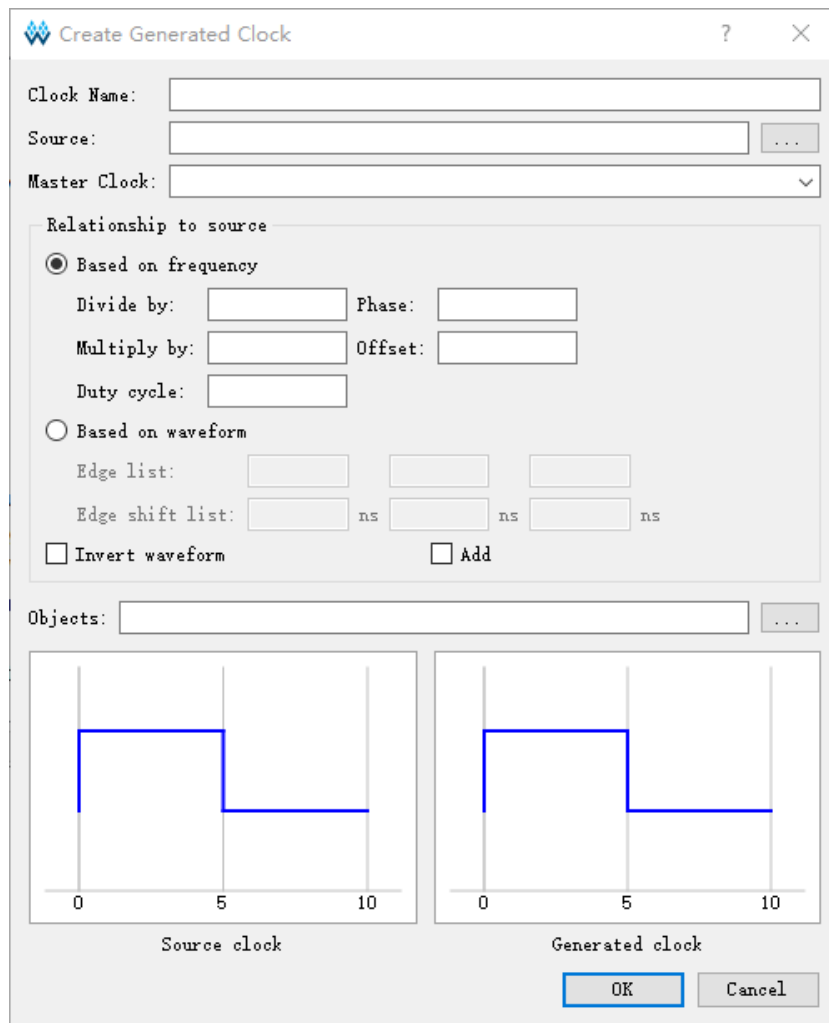 Create Generated Clock ?
Clock Name:
Source: ...
Master Clock:
Relationship to source
Based on frequency
Divide by: Phase:
Multiply by: Offset:
Duty cycle:
Based on waveform
Edge list:
Edge shift list: ns ns ns
Invert waveform Add
Objects: ...
0 5 10 0 5 10
Source clock Generated clock
OK Cancel